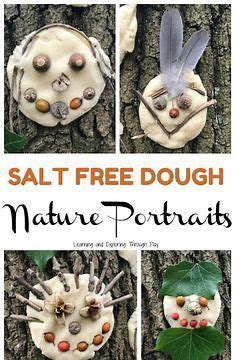 SALT FREE DOUGH
Nature Portraits
Learning and Exploring Through Play